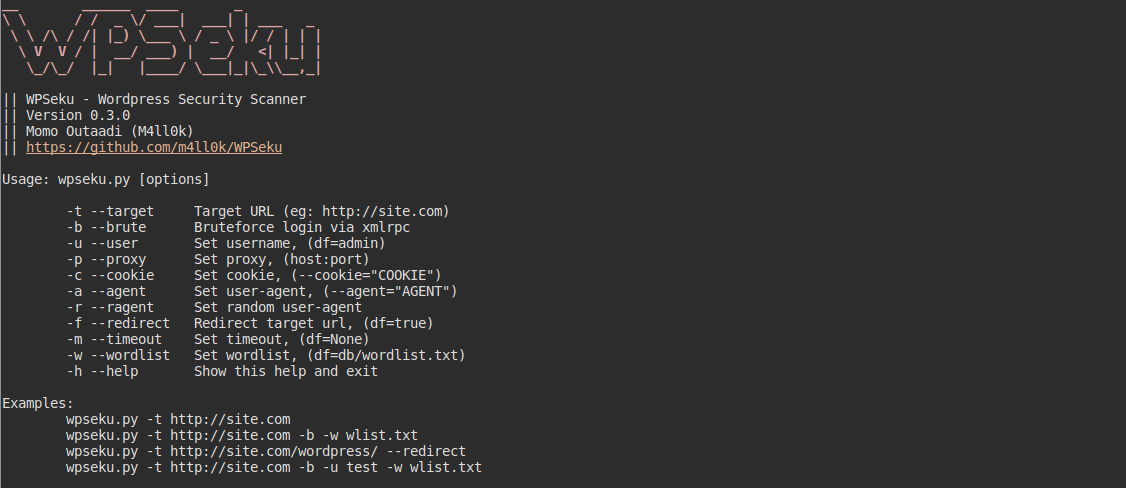 WPSeku
|| WPSeku - Wordpress Security Scanner
|| Version 0.3.0
|| Momo Outaadi (M4ll0k)
|| https://github.com/m4ll0k/WPSeku
Usage: wpseku.py [options]
-t --target Target URL (eg: http://site.com)
-b --brute Bruteforce login via xmlrpc
-u --user Set username, (df=admin)
-p --proxy Set proxy, (host:port)
-c --cookie Set cookie, (--cookie="COOKIE")
-a --agent Set user-agent, (--agent="AGENT")
-r --ragent Set random user-agent
-f --redirect Redirect target url, (df=true)
-m --timeout Set timeout, (df=None)
-w --wordlist Set wordlist, (df=db/wordlist.txt)
-h --help Show this help and exit
Examples:
wpseku.py -t http://site.com
wpseku.py -t http://site.com -b -w wlist.txt
wpseku.py -t http://site.com/wordpress/ --redirect
wpseku.py -t http://site.com -b -u test -w wlist.txt